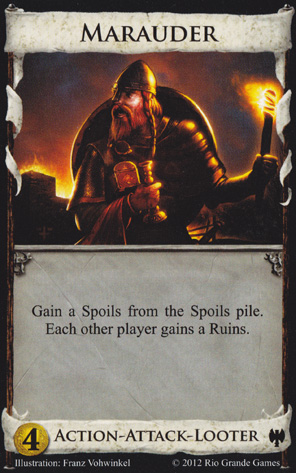 MARAUDER
Gain a Spoils from the Spoils pile.
Each other player gains a Ruins.
4 ACTION-ATTACK-LOOTER
Illustration: Franz Vohwinkel © 2012 Rio Grande Games